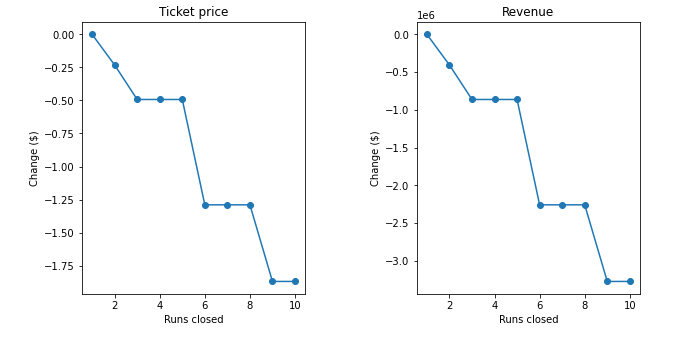 Ticket price
0.00
−0.25
−0.50
−0.75
−1.00
−1.25
−1.50
−1.75
Change ($)
2 4 6 8 10
Runs closed
Revenue
1e6
0.0
−0.5
−1.0
−1.5
−2.0
−2.5
−3.0
Change ($)
2 4 6 8 10
Runs closed